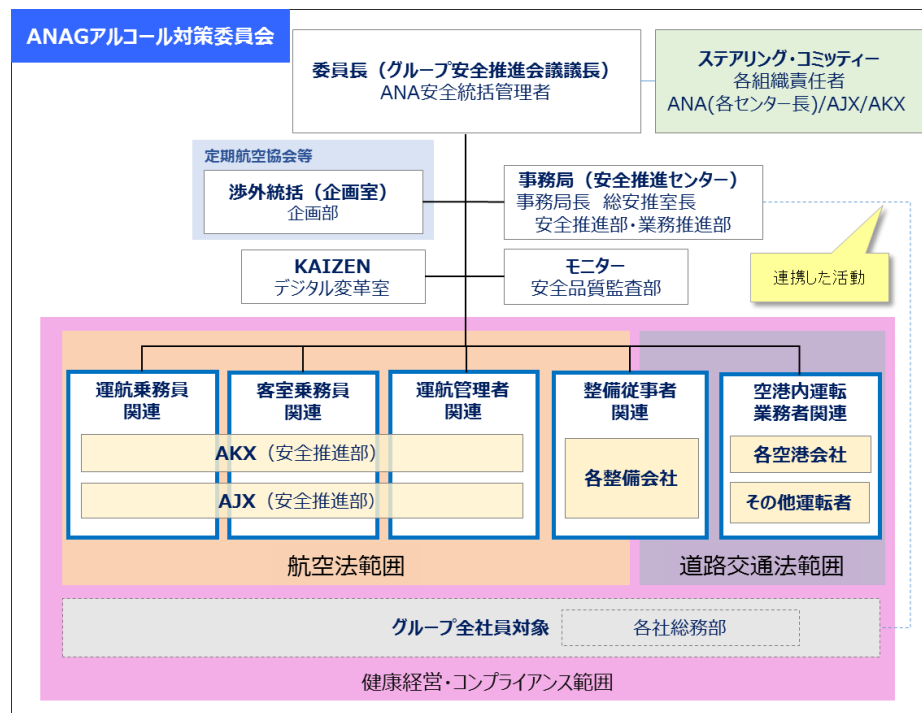 ANAGアルコール対策委員会
委員長（グループ安全推進会議議長）
ANA安全統括管理者
ステアリング・コミッティー
各組織責任者
ANA(各センター長)/AJX/AKX
定期航空協会等
渉外統括（企画室）
企画部
事務局（安全推進センター）
事務局長 総安推室長
安全推進部・業務推進部
連携した活動
KAIZEN
デジタル変革室
モニター
安全品質監査部
運航乗務員
関連
客室乗務員
関連
運航管理者
関連
整備従事者
関連
空港内運転
業務者関連
AKX（安全推進部）
AJX（安全推進部）
各整備会社
各空港会社
その他運転者
航空法範囲
道路交通法範囲
グループ全社員対象
各社総務部
健康経営・コンプライアンス範囲